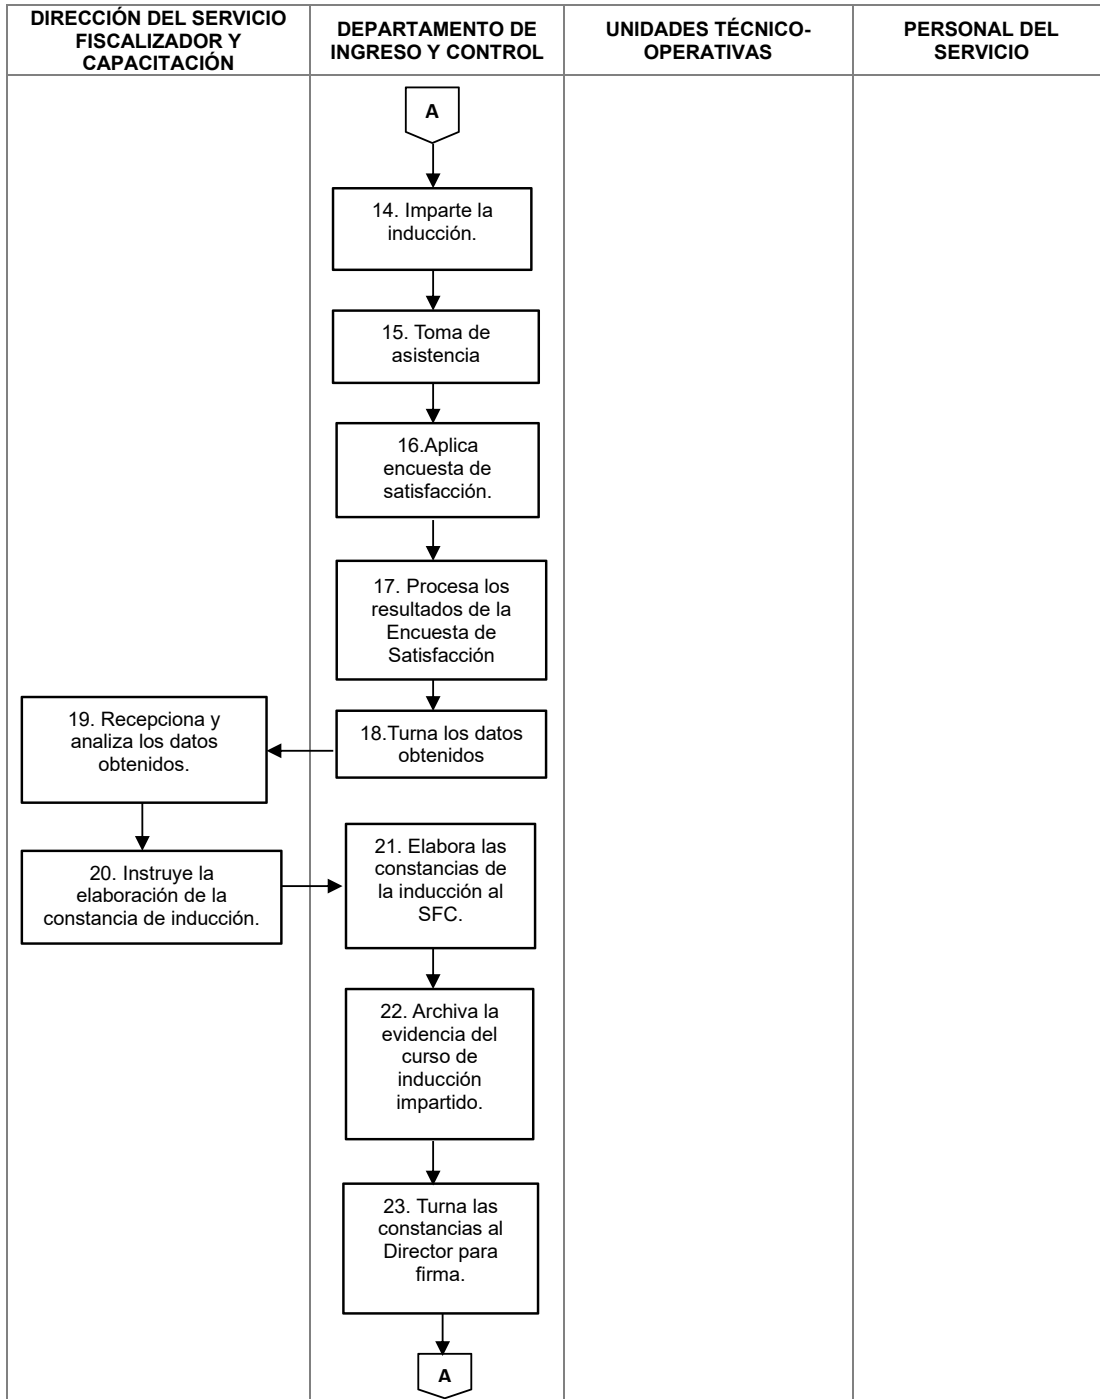 DIRECCIÓN DEL SERVICIO
FISCALIZADOR Y
CAPACITACIÓN
DEPARTAMENTO DE
INGRESO Y CONTROL
UNIDADES TÉCNICO-
OPERATIVAS
PERSONAL DEL
SERVICIO
A
14. Imparte la
inducción.
15. Toma de
asistencia
16.Aplica
encuesta de
satisfacción.
17. Procesa los
resultados de la
Encuesta de
Satisfacción
18.Turna los datos
obtenidos
19. Recepciona y
analiza los datos
obtenidos.
20. Instruye la
elaboración de la
constancia de inducción.
21. Elabora las
constancias de
la inducción al
SFC.
22. Archiva la
evidencia del
curso de
inducción
impartido.
23. Turna las
constancias al
Director para
firma.
A